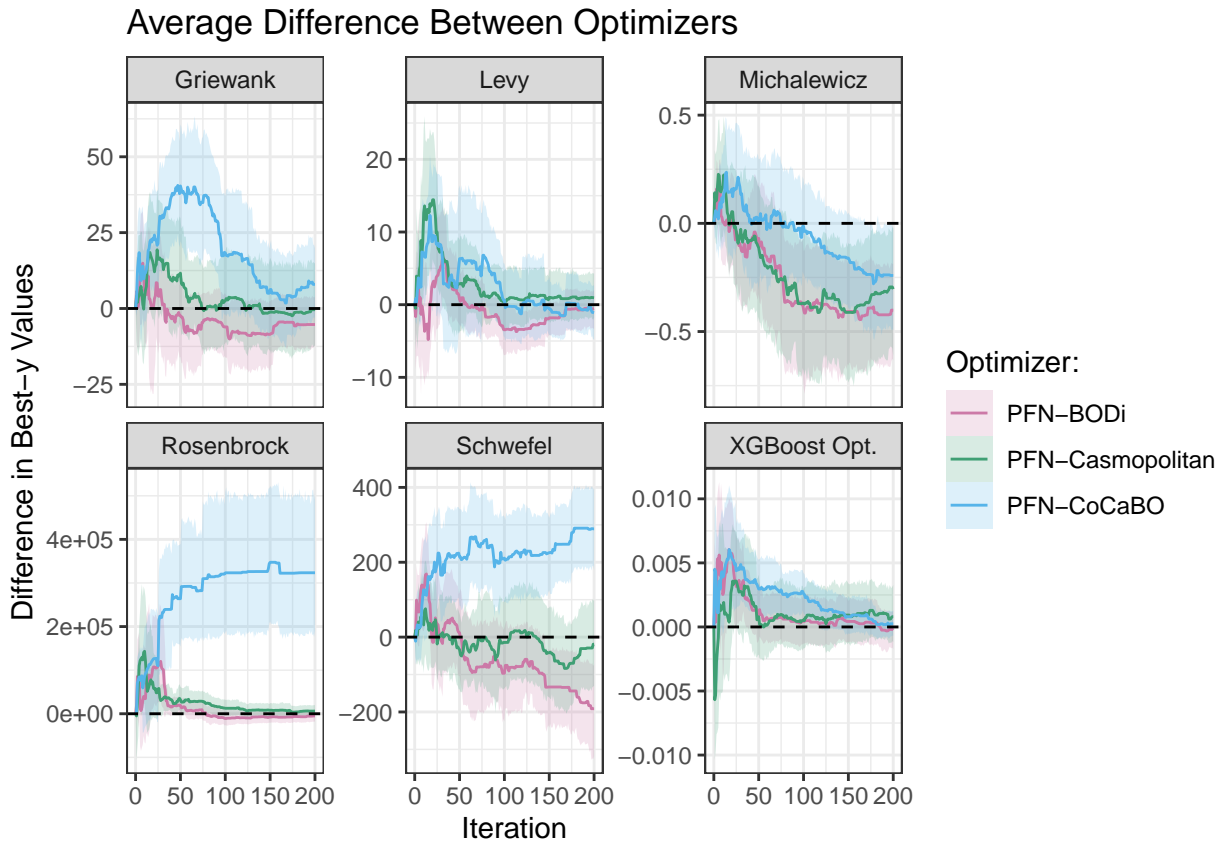 Average Difference Between Optimizers
Griewank
Levy
Michalewicz
50
25
0
−25
20
10
0
−10
0.5
0.0
−0.5
Rosenbrock
Schwefel
XGBoost Opt.
4e+05
2e+05
0e+00
400
200
0
−200
0.010
0.005
0.000
−0.005
−0.010
0 50 100 150 200
0 50 100 150 200
0 50 100 150 200
Iteration
Difference in Best−y Values
Optimizer:
PFN−BODi
PFN−Casmopolitan
PFN−CoCaBO